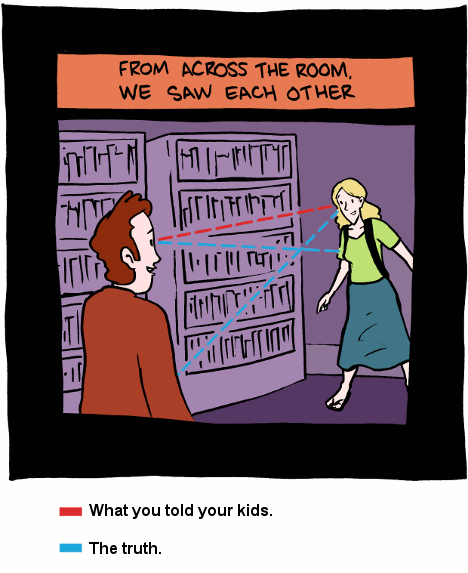 FROM ACROSS THE ROOM,
WE SAW EACH OTHER
What you told your kids.
The truth.